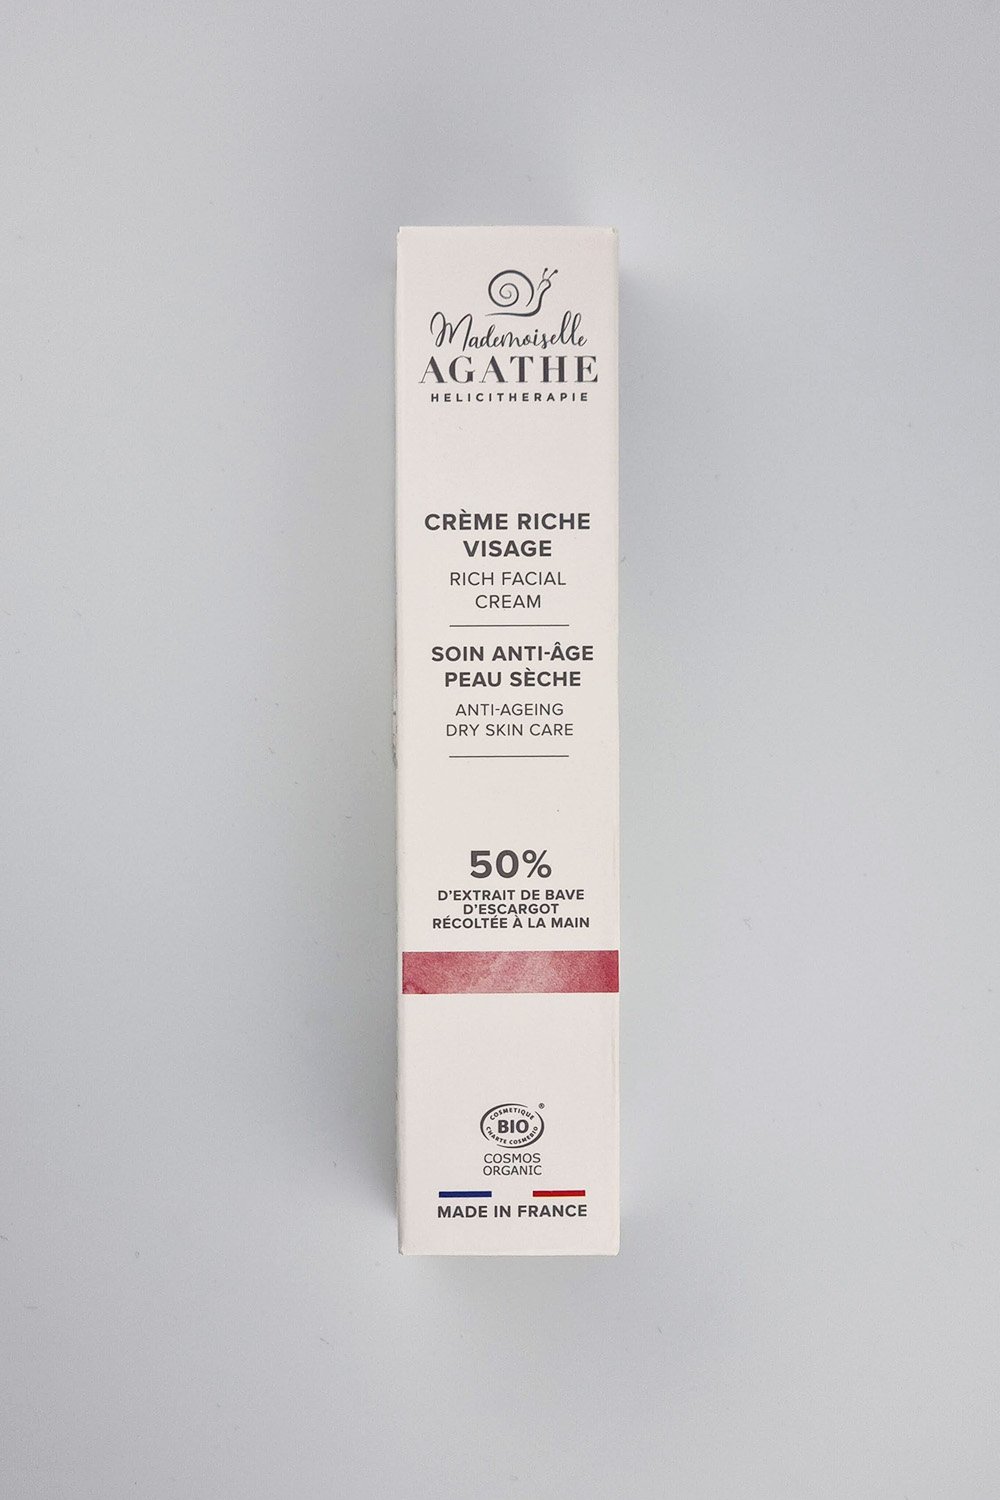 Mademoiselle
AGATHE
HELICITHERAPIE
CRÈME RICHE
VISAGE
RICH FACIAL
CREAM
SOIN ANTI-ÂGE
PEAU SÈCHE
ANTI-AGEING
DRY SKIN CARE
50%
D'EXTRAIT DE BAVE
D'ESCARGOT
RÉCOLTÉE À LA MAIN
COSMETIQUE
BIO
CHARTE COSMEBIO
®
COSMOS
ORGANIC
MADE IN FRANCE